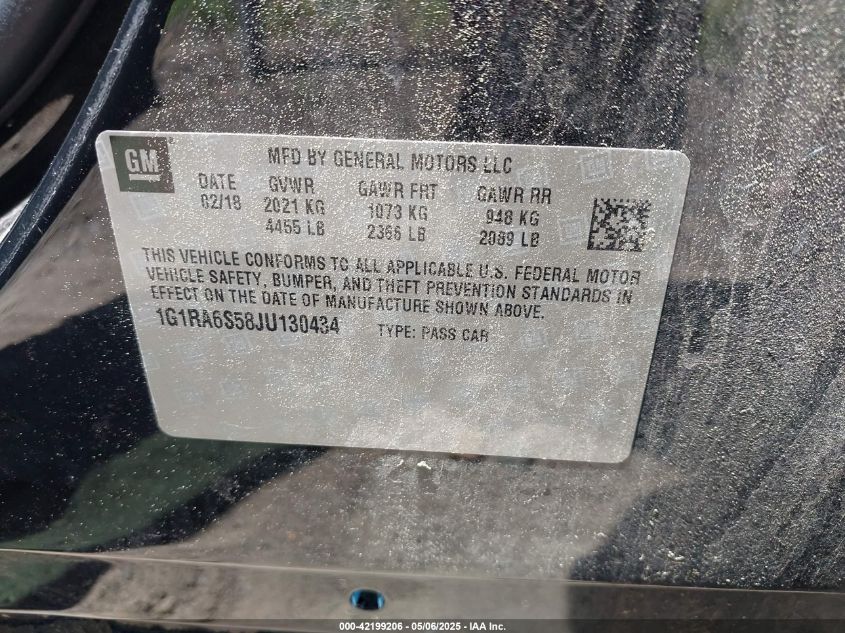 GM
MFD BY GENERAL MOTORS LLC
DATE GVWR GAWR FRT GAWR RR
02/18 2021 KG 1073 KG 948 KG
4455 LB 2366 LB 2089 LB
THIS VEHICLE CONFORMS TO ALL APPLICABLE U.S. FEDERAL MOTOR
VEHICLE SAFETY, BUMPER, AND THEFT PREVENTION STANDARDS IN
EFFECT ON THE DATE OF MANUFACTURE SHOWN ABOVE.
1G1RA6S58JU130434 TYPE: PASS CAR
000-42199206 - 05/06/2025 - IAA Inc.